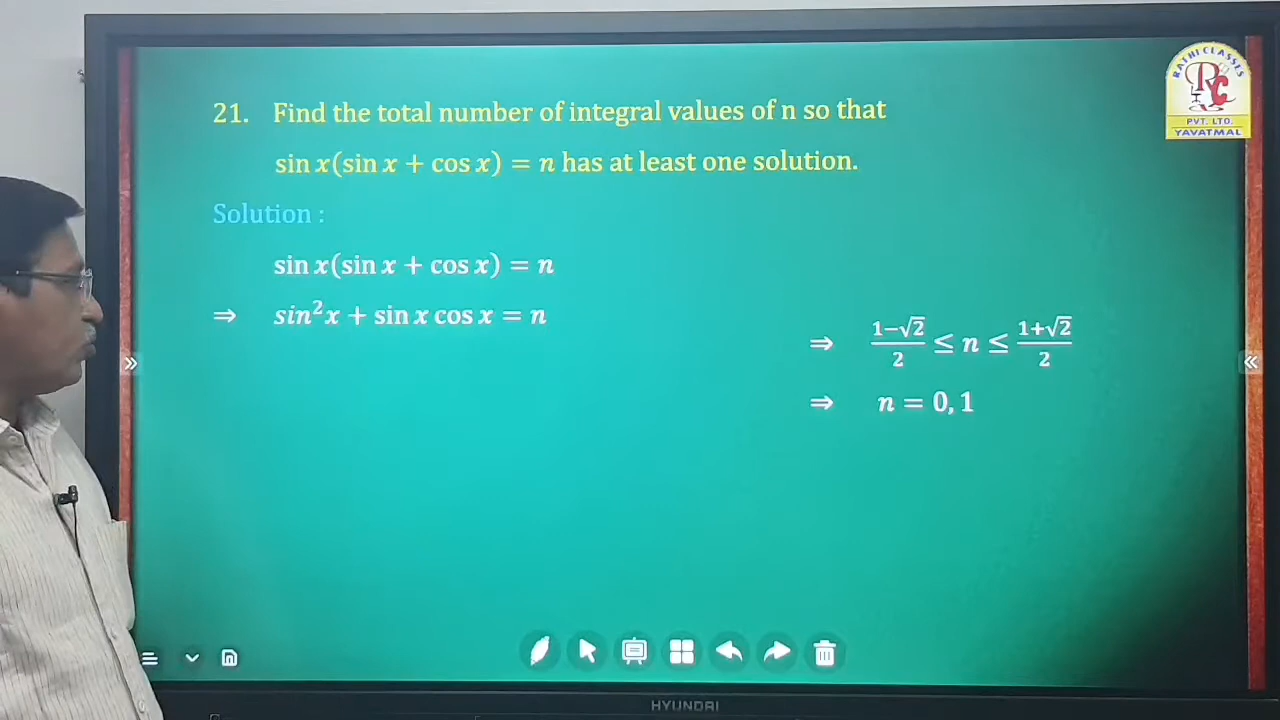 21. Find the total number of integral values of n so that
sin x(sin x + cos x) = n has at least one solution.
Solution :
sin x(sin x + cos x) = n
⇒ sin²x + sin x cos x = n
⇒ (1−√2)/2 ≤ n ≤ (1+√2)/2
⇒ n = 0, 1
RATHI CLASSES
RC
PVT. LTD.
YAVATMAL
HYUNDAI